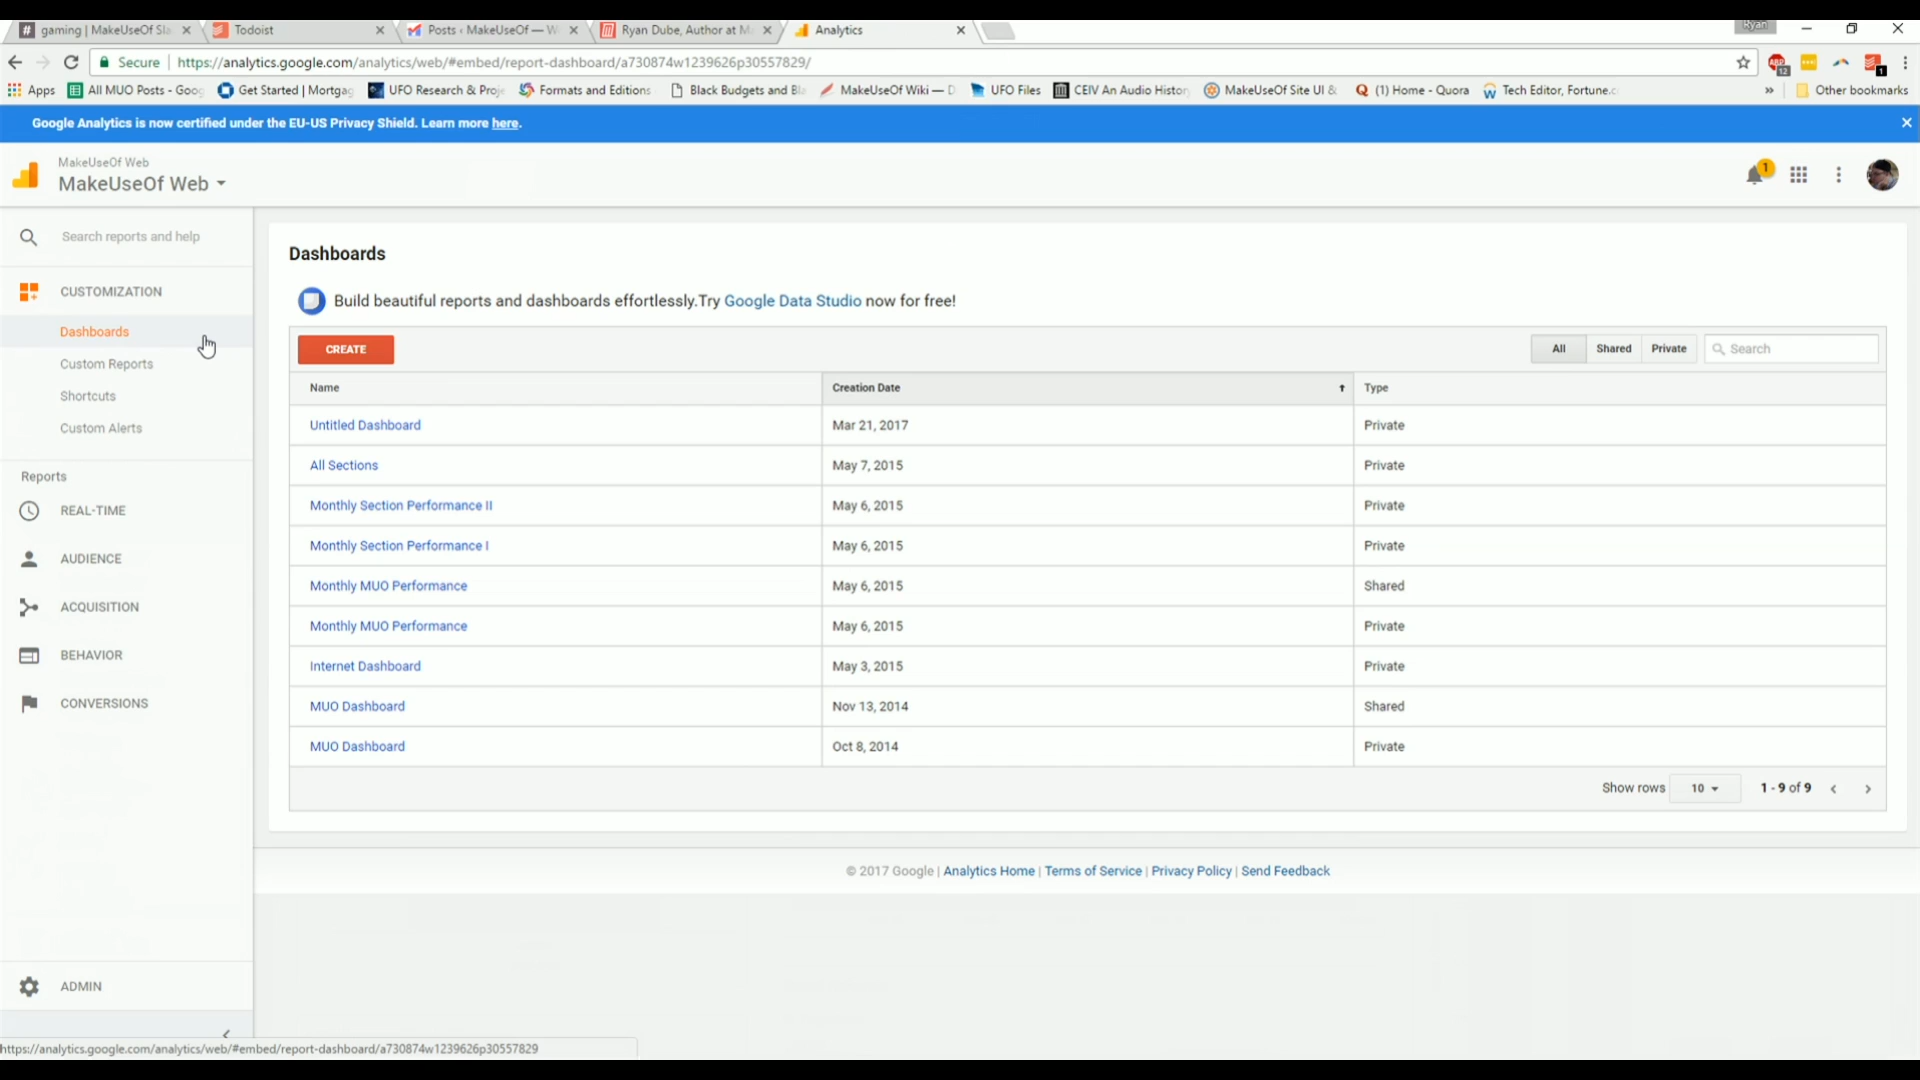 gaming | MakeUseOf Sla
Todoist
Posts ‹ MakeUseOf — W
Ryan Dube, Author at M
Analytics
Ryan
Secure https://analytics.google.com/analytics/web/#embed/report-dashboard/a730874w1239626p30557829/
ABP 12 1
Apps All MUO Posts - Goog Get Started | Mortgag UFO Research & Proje Formats and Editions Black Budgets and Bla MakeUseOf Wiki — D UFO Files CEIV An Audio Histor MakeUseOf Site UI & (1) Home - Quora Tech Editor, Fortune.c » Other bookmarks
Google Analytics is now certified under the EU-US Privacy Shield. Learn more here.
MakeUseOf Web
MakeUseOf Web
1
Search reports and help
CUSTOMIZATION
Dashboards
Custom Reports
Shortcuts
Custom Alerts
Reports
REAL-TIME
AUDIENCE
ACQUISITION
BEHAVIOR
CONVERSIONS
ADMIN
Dashboards
Build beautiful reports and dashboards effortlessly.Try Google Data Studio now for free!
CREATE
All Shared Private Search
Name Creation Date Type
Untitled Dashboard Mar 21, 2017 Private
All Sections May 7, 2015 Private
Monthly Section Performance II May 6, 2015 Private
Monthly Section Performance I May 6, 2015 Private
Monthly MUO Performance May 6, 2015 Shared
Monthly MUO Performance May 6, 2015 Private
Internet Dashboard May 3, 2015 Private
MUO Dashboard Nov 13, 2014 Shared
MUO Dashboard Oct 8, 2014 Private
Show rows 10 1 - 9 of 9
© 2017 Google | Analytics Home | Terms of Service | Privacy Policy | Send Feedback
https://analytics.google.com/analytics/web/#embed/report-dashboard/a730874w1239626p30557829